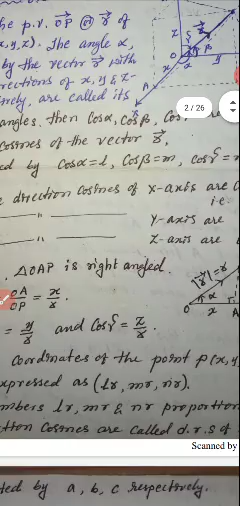 the p.v. OP or r of
x, y, z). The angle α,
by the vector r with
rections of x, y & z-
ively, are called its
angles. then Cosα, Cosβ, Cos
Cosines of the vector r.
ed by Cosα=l, Cosβ=m, cosγ=
e direction Cosines of x-axis are
i.e.
—"— Y-axis are
—"— Z-axis are
ΔOAP is right angled.
OA/OP = x/r.
= y/r and Cosγ = z/r
Coordinates of the point P(x, y,
xpressed as (lr, mr, nr).
mbers lr, mr & nr proportion
tion Cosines are called d.r.s of
ted by a, b, c respectively.
2 / 26
Z
r
P
O
α
β
y
x
A
|r|=r
O
α
x
A
Scanned by